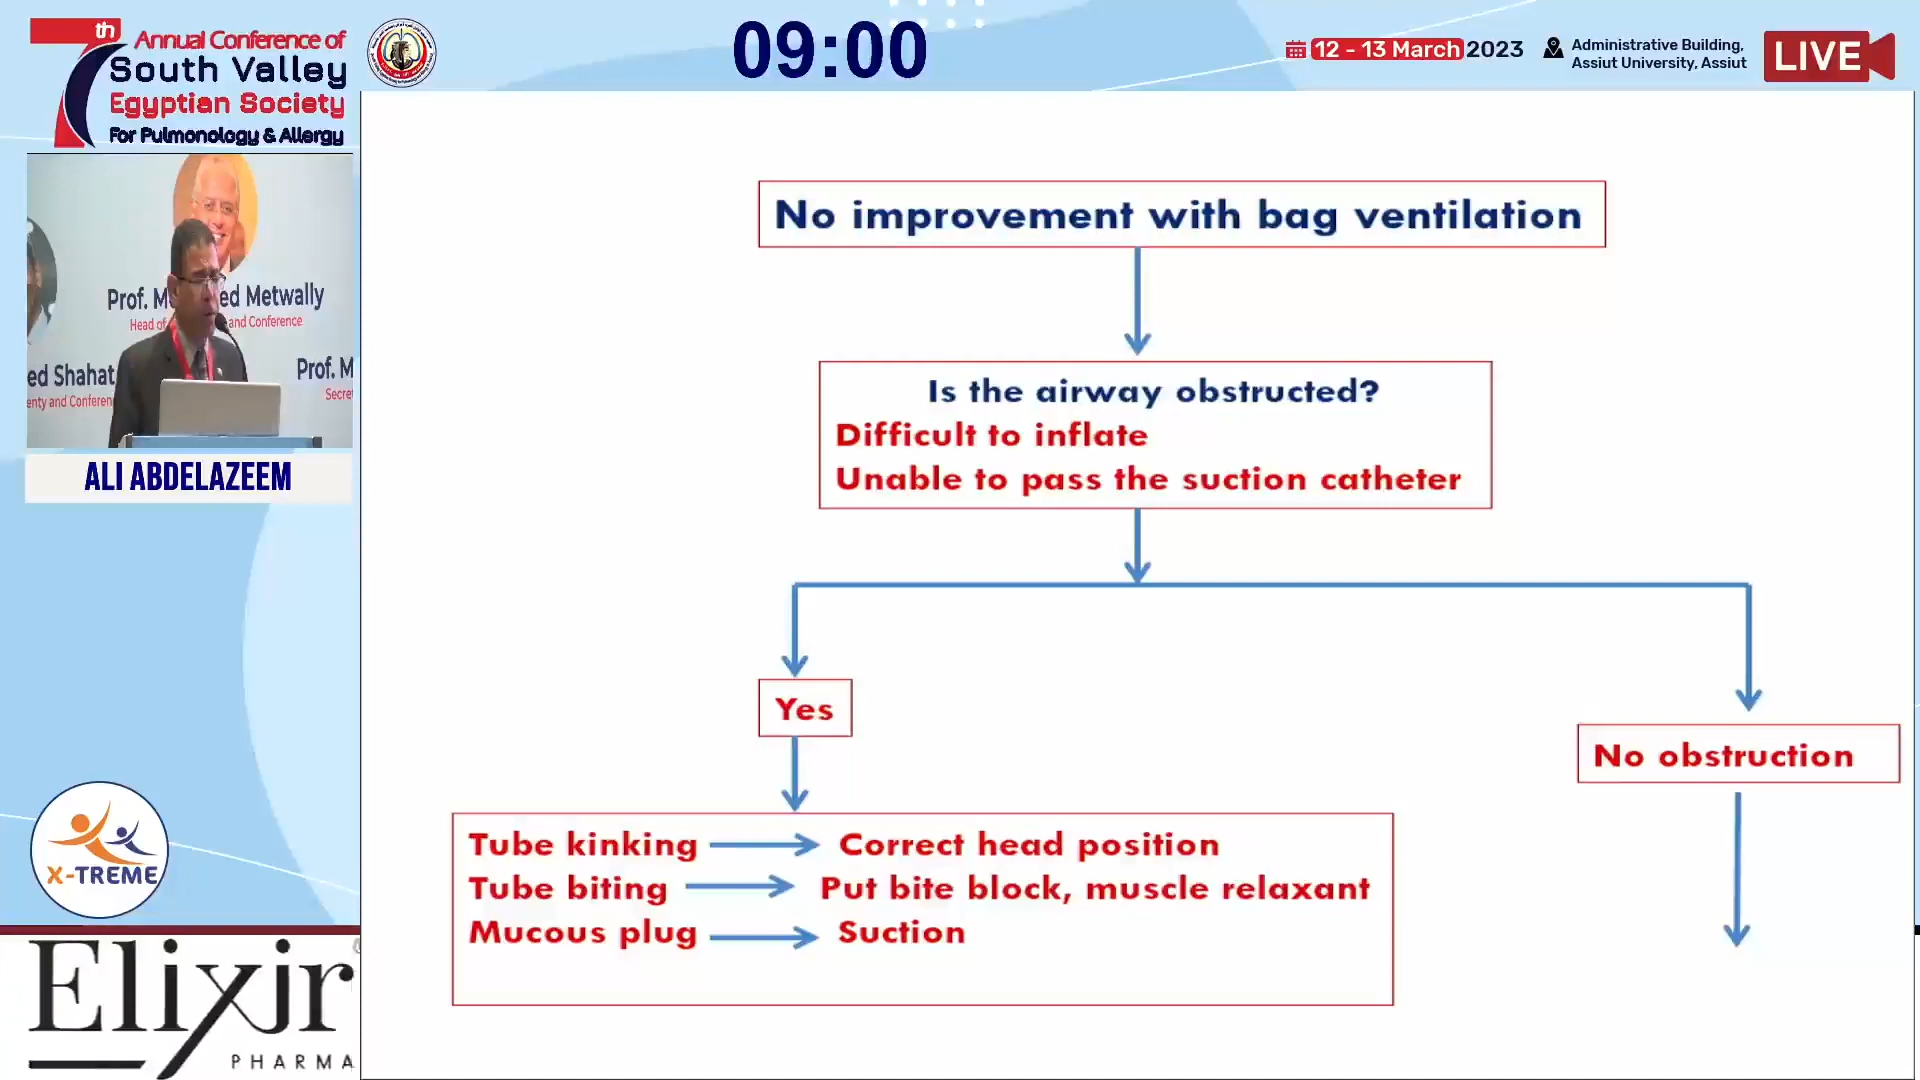 7th
Annual Conference of
South Valley
Egyptian Society
For Pulmonology & Allergy
09:00
12 - 13 March 2023
Administrative Building,
Assiut University, Assiut
LIVE
Prof. M ed Metwally
Head of and Conference
ed Shahat
enty and Conferen
Prof. M
Secre
ALI ABDELAZEEM
X-TREME
Elixir
PHARMA
No improvement with bag ventilation
Is the airway obstructed?
Difficult to inflate
Unable to pass the suction catheter
Yes
No obstruction
Tube kinking Correct head position
Tube biting Put bite block, muscle relaxant
Mucous plug Suction